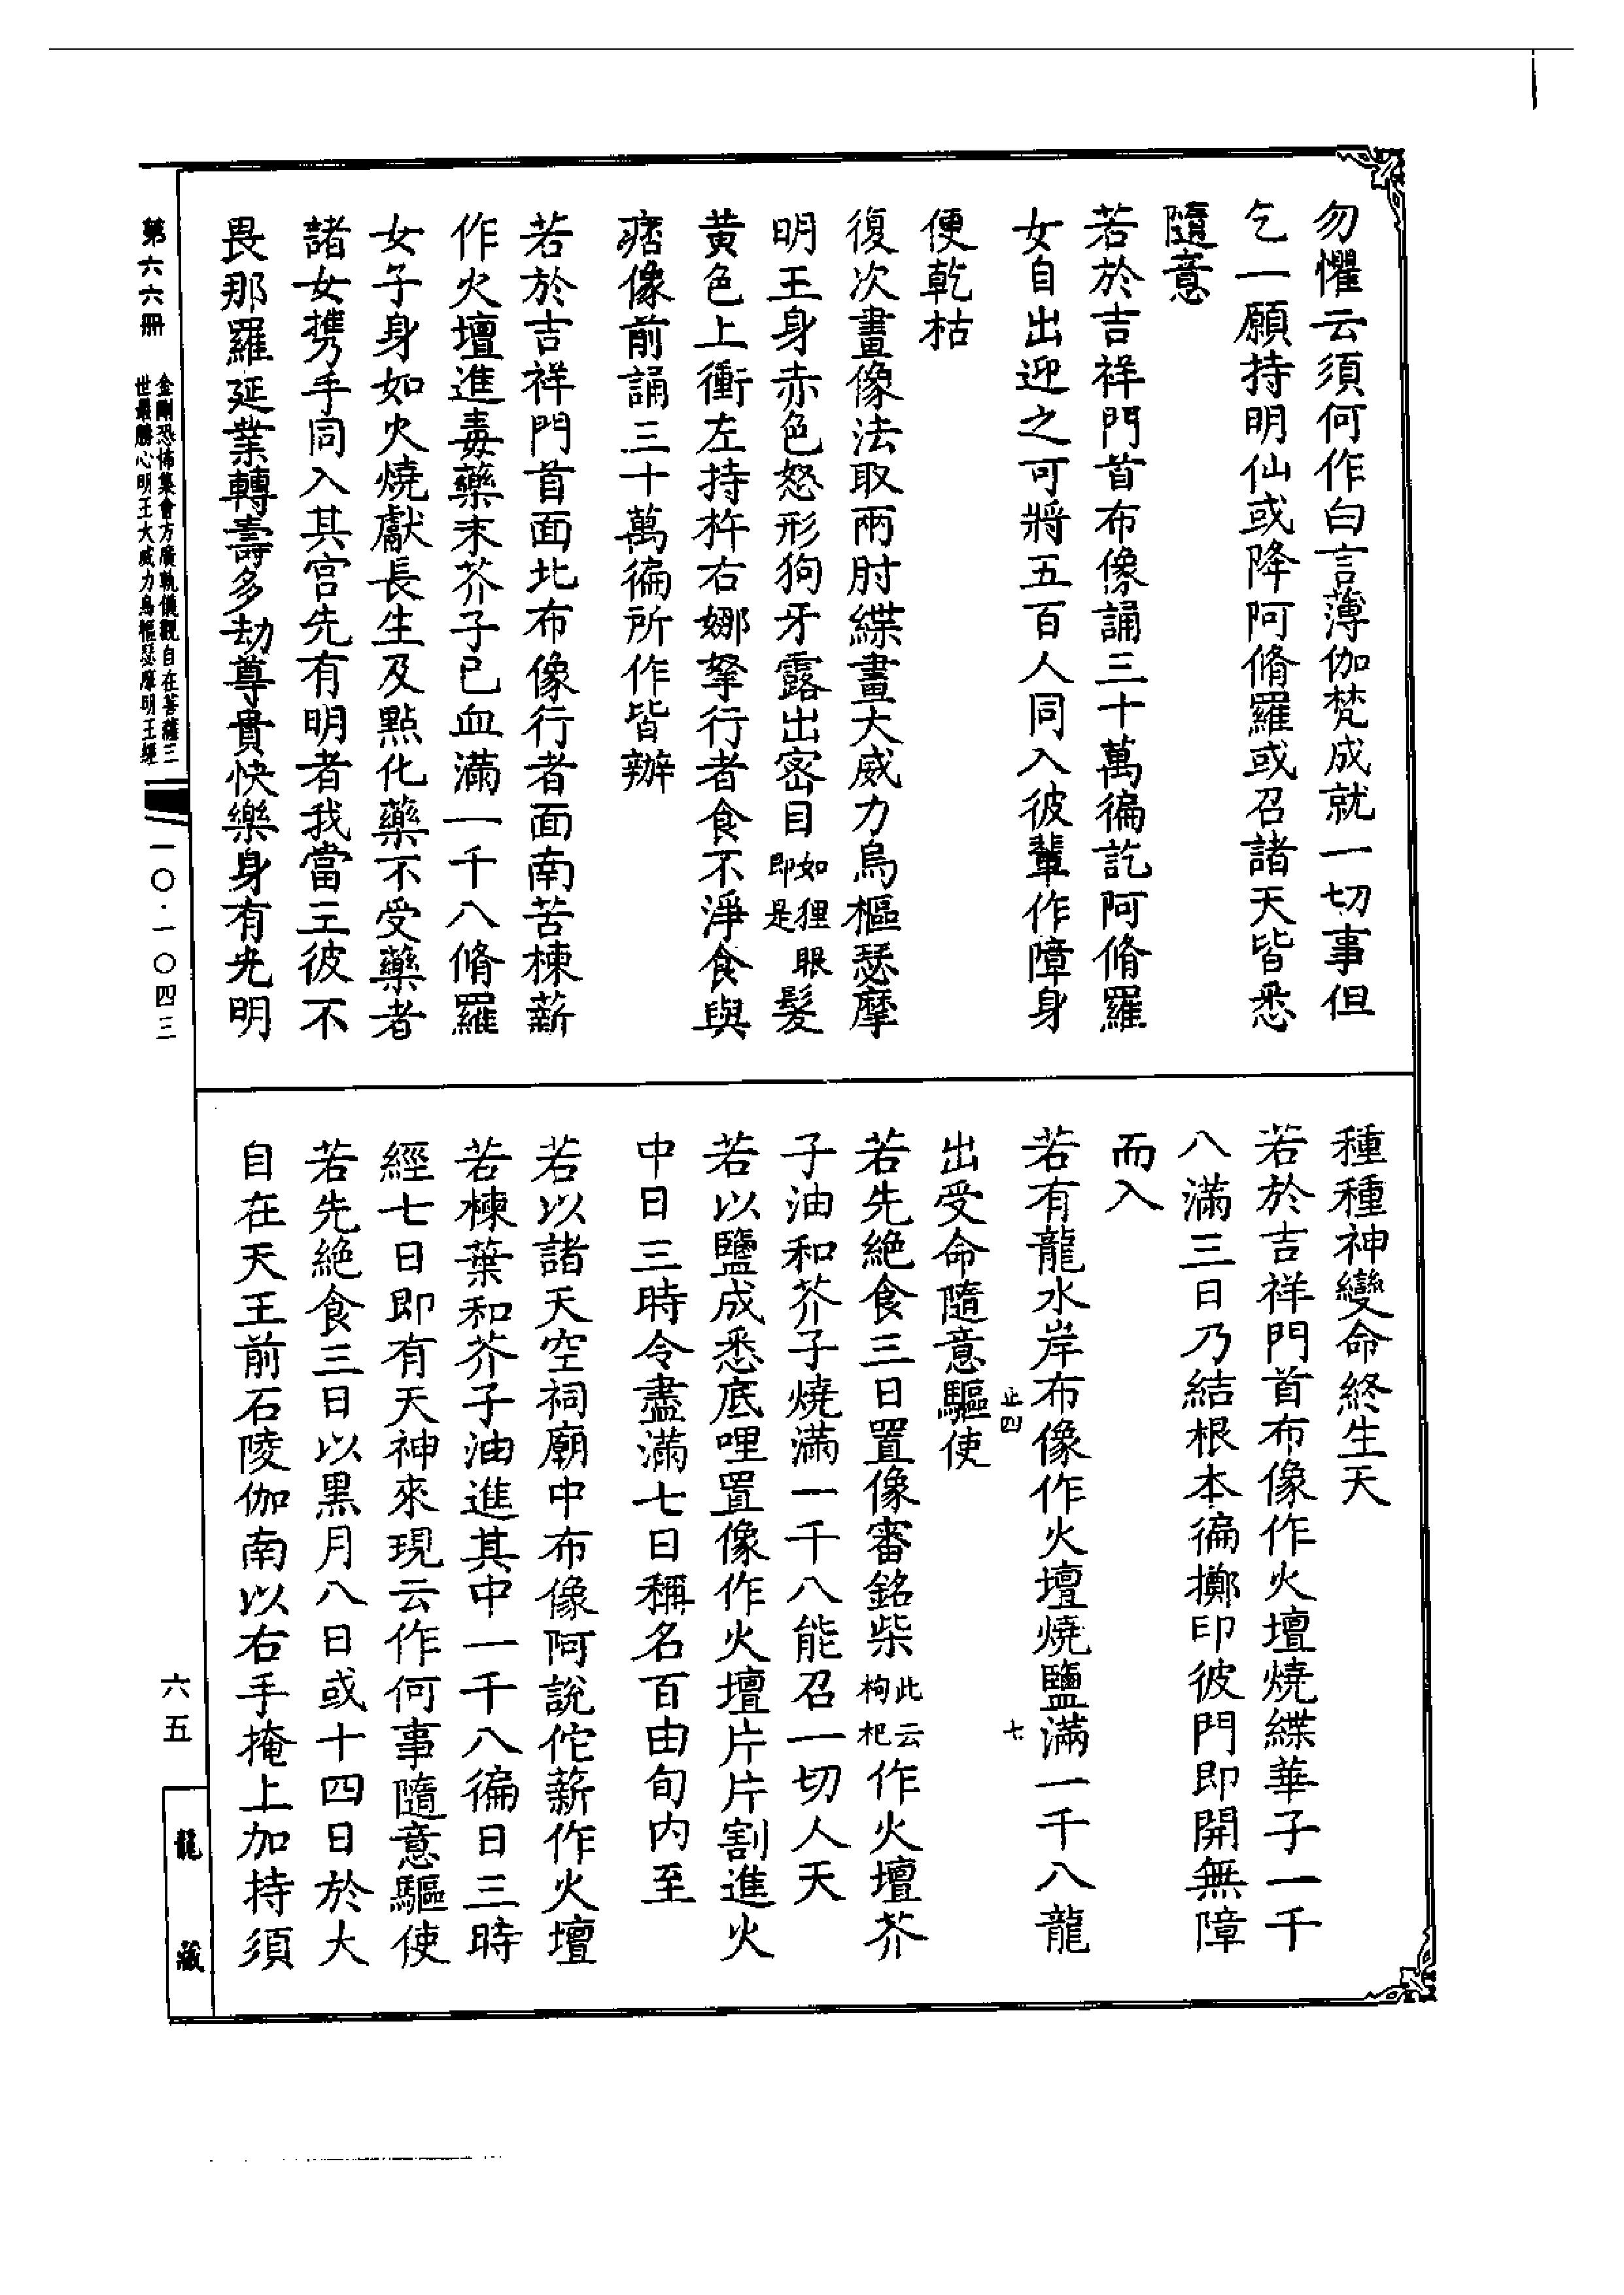 勿懼云須何作白言薄伽梵成就一切事但
乞一願持明仙或降阿脩羅或召諸天皆悉
隨意
若於吉祥門首布像誦三十萬徧訖阿脩羅
女自出迎之可將五百人同入彼輩作障身
便乾枯
復次畫像法取兩肘緤畫大威力烏樞瑟摩
明王身赤色怒形狗牙露出密目如狸眼即是髮
黃色上衝左持杵右娜拏行者食不淨食與
痞像前誦三十萬徧所作皆辦
若於吉祥門首面北布像行者面南苦楝薪
作火壇進毒藥末芥子已血滿一千八脩羅
女子身如火燒獻長生及點化藥不受藥者
諸女携手同入其宮先有明者我當王彼不
畏那羅延業轉壽多劫尊貴快樂身有光明
種種神變命終生天
若於吉祥門首布像作火壇燒緤華子一千
八滿三日乃結根本徧擲印彼門即開無障
而入
若有龍水岸布像作火壇燒鹽滿一千八龍
止四 七
出受命隨意驅使
若先絶食三日置像審銘柴此云枸杞作火壇芥
子油和芥子燒滿一千八能召一切人天
若以鹽成悉底哩置像作火壇片片割進火
中日三時令盡滿七日稱名百由旬内至
若以諸天空祠廟中布像阿說佗薪作火壇
若楝葉和芥子油進其中一千八徧日三時
經七日即有天神來現云作何事隨意驅使
若先絶食三日以黑月八日或十四日於大
自在天王前石陵伽南以右手掩上加持須
第六六冊
金剛恐怖集會方廣軌儀觀自在菩薩三
世最勝心明王大威力烏樞瑟摩明王經
一〇·一〇四三
六五
龍藏